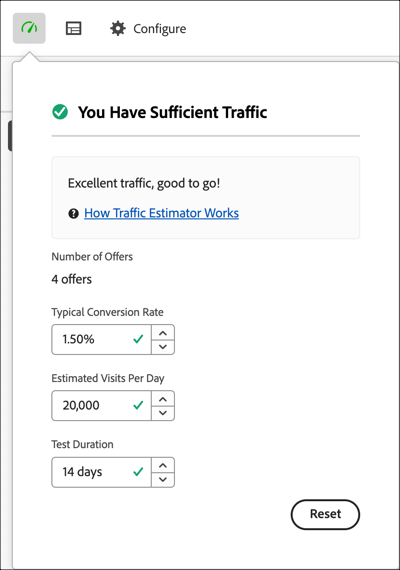 Configure
You Have Sufficient Traffic
Excellent traffic, good to go!
? How Traffic Estimator Works
Number of Offers
4 offers
Typical Conversion Rate
1.50%
Estimated Visits Per Day
20,000
Test Duration
14 days
Reset